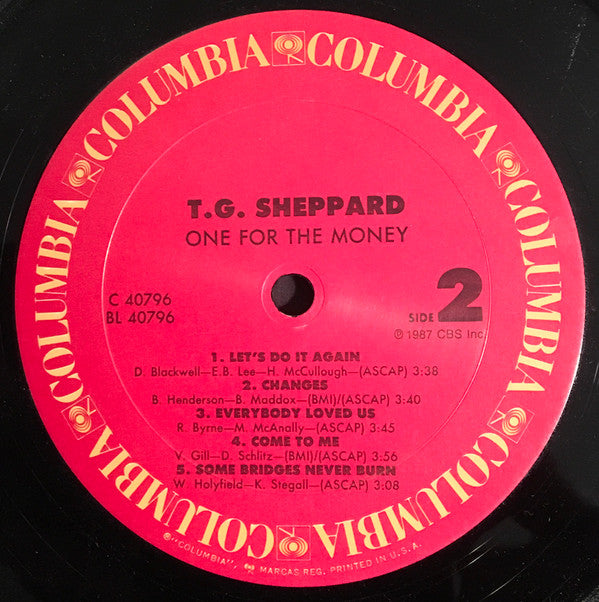 COLUMBIA COLUMBIA COLUMBIA COLUMBIA COLUMBIA COLUMBIA
T.G. SHEPPARD
ONE FOR THE MONEY
C 40796
BL 40796
SIDE 2
℗1987 CBS Inc.
1. LET'S DO IT AGAIN
D. Blackwell—E.B. Lee—H. McCullough—(ASCAP) 3:38
2. CHANGES
B. Henderson—B. Maddox—(BMI)/(ASCAP) 3:40
3. EVERYBODY LOVED US
R. Byrne—M. McAnally—(ASCAP) 3:45
4. COME TO ME
V. Gill—D. Schlitz—(BMI)/(ASCAP) 3:56
5. SOME BRIDGES NEVER BURN
W. Holyfield—K. Stegall—(ASCAP) 3:08
®"COLUMBIA," MARCAS REG. PRINTED IN U.S.A.